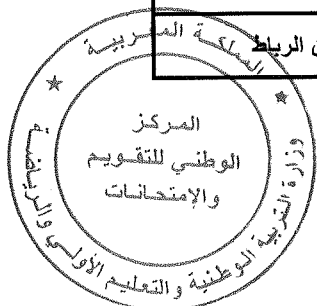 ن الرباط
المملكة المغربية
المركز
الوطني للتقويم
والإمتحانات
وزارة التربية الوطنية والتعليم الأولي والرياضة